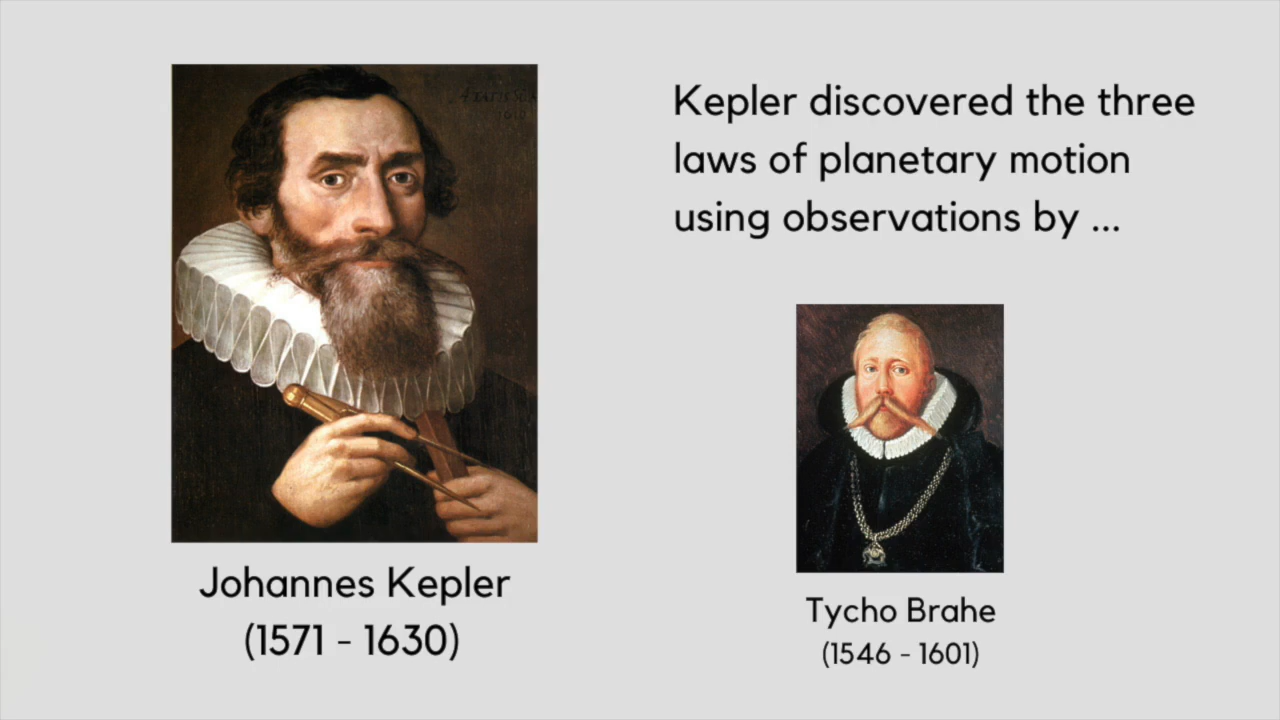 Kepler discovered the three
laws of planetary motion
using observations by ...
Johannes Kepler
(1571 - 1630)
Tycho Brahe
(1546 - 1601)